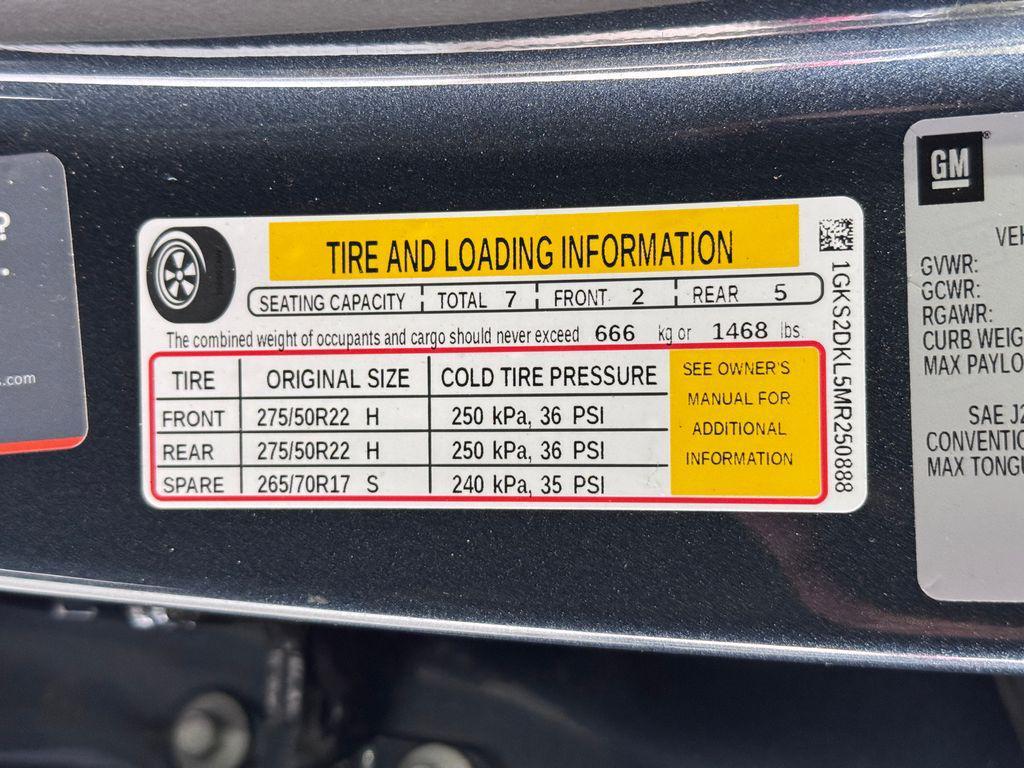 ?
s.com
TIRE AND LOADING INFORMATION
SEATING CAPACITY TOTAL 7 FRONT 2 REAR 5
The combined weight of occupants and cargo should never exceed 666 kg or 1468 lbs
TIRE ORIGINAL SIZE COLD TIRE PRESSURE
FRONT 275/50R22 H 250 kPa, 36 PSI
REAR 275/50R22 H 250 kPa, 36 PSI
SPARE 265/70R17 S 240 kPa, 35 PSI
SEE OWNER'S
MANUAL FOR
ADDITIONAL
INFORMATION
1GKS2DKL5MR250888
GM
VEH
GVWR:
GCWR:
RGAWR:
CURB WEIG
MAX PAYLO
SAE J2
CONVENTIO
MAX TONGU